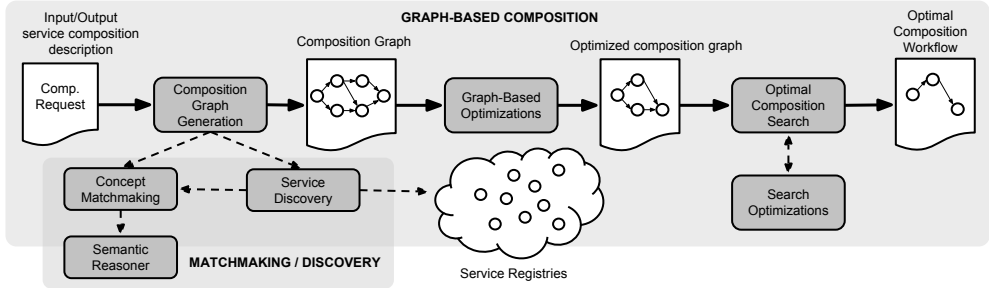 Input/Output
service composition
description
GRAPH-BASED COMPOSITION
Composition Graph
Optimized composition graph
Optimal
Composition
Workflow
Comp.
Request
Composition
Graph
Generation
Graph-Based
Optimizations
Optimal
Composition
Search
Concept
Matchmaking
Service
Discovery
Search
Optimizations
Semantic
Reasoner
MATCHMAKING / DISCOVERY
Service Registries